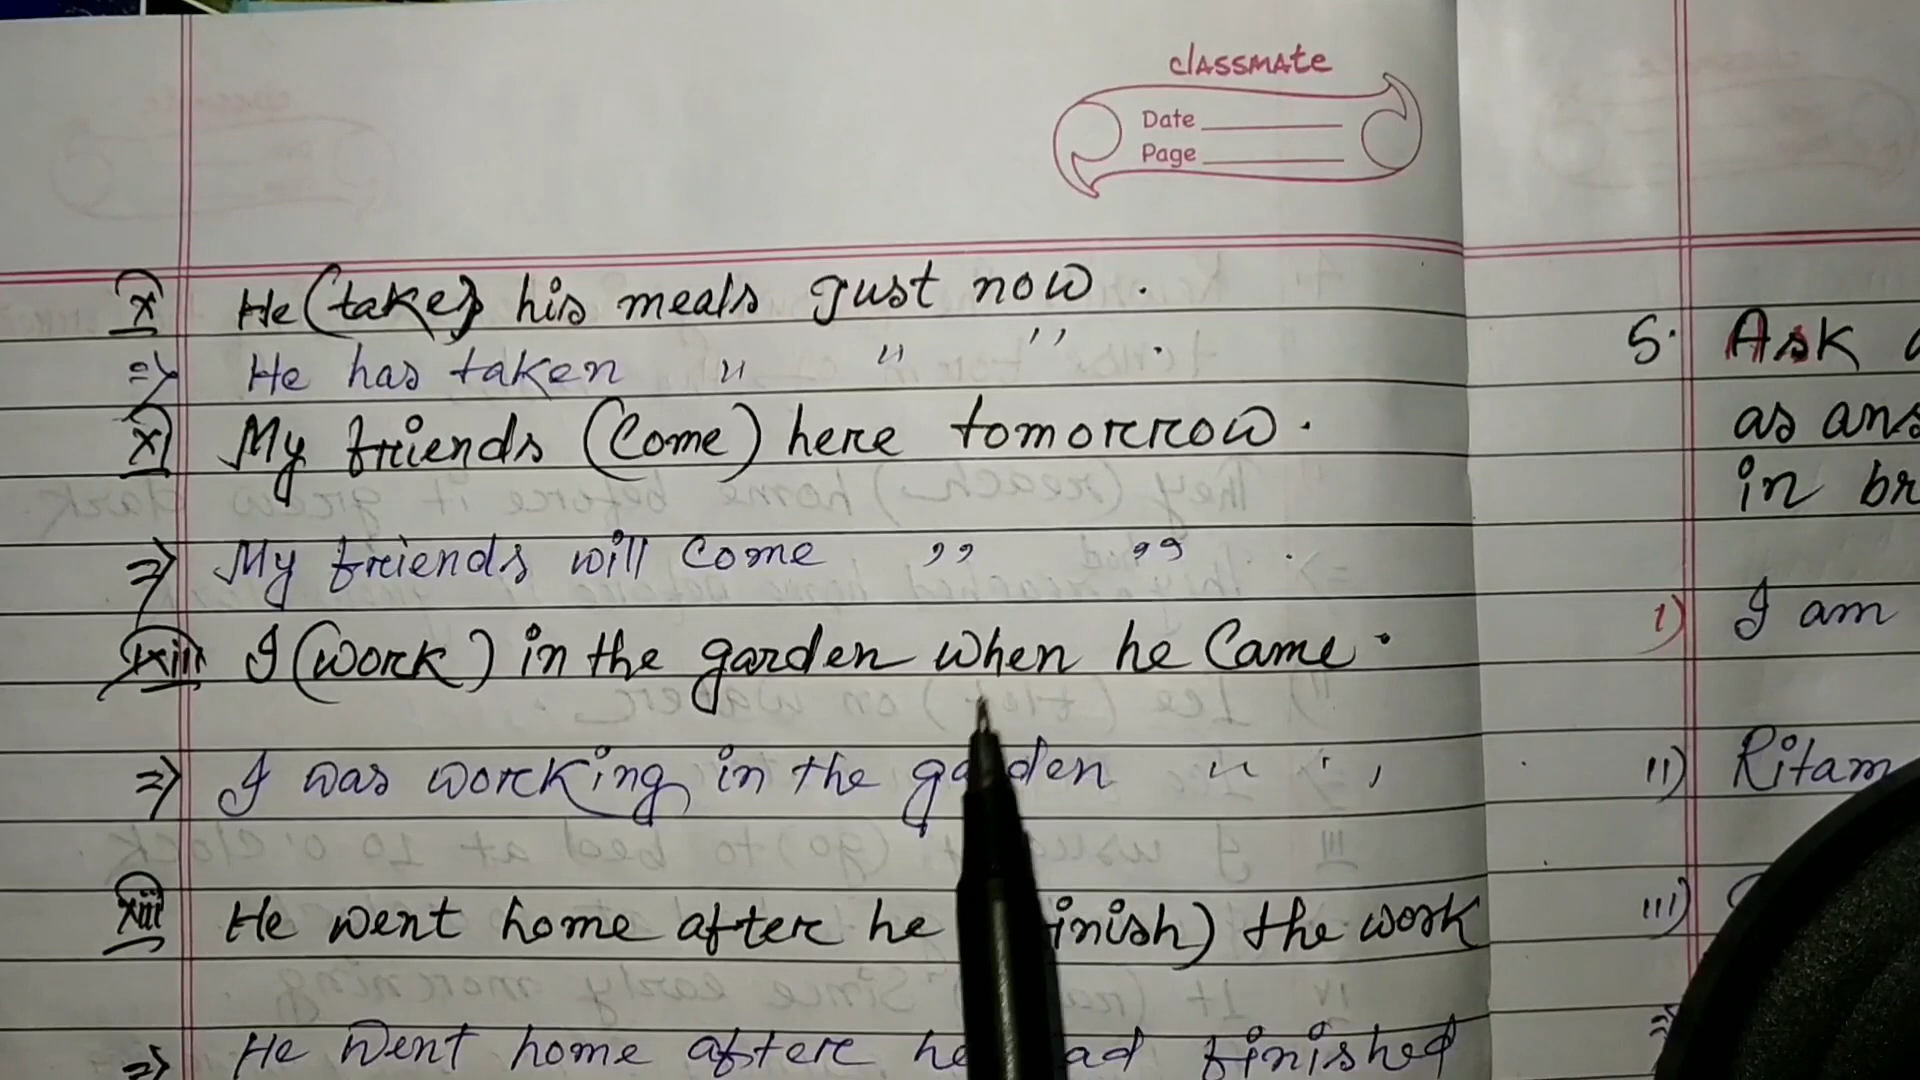 classmate
Date
Page
x He (take) his meals just now.
=> He has taken " " " .
xi My friends (Come) here tomorrow.
=> My friends will come ,, ,, .
xii I (work) in the garden when he Came.
=> I was working in the garden " ' ,
xiii He went home after he inish) the work
=> He went home after he ad finished
5. Ask
as ans
in br
I) I am
II) Ritam
III)
=>